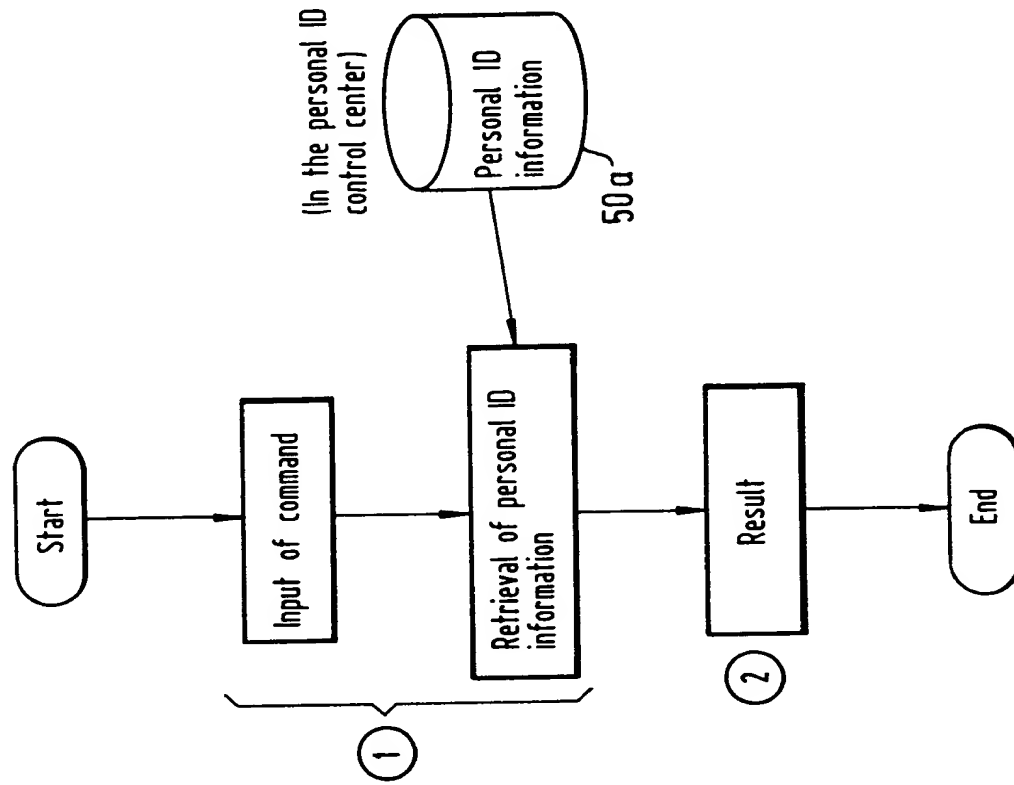 Start
Input of command
Retrieval of personal ID
information
1
Result
2
End
(In the personal ID
control center)
Personal ID
information
50a